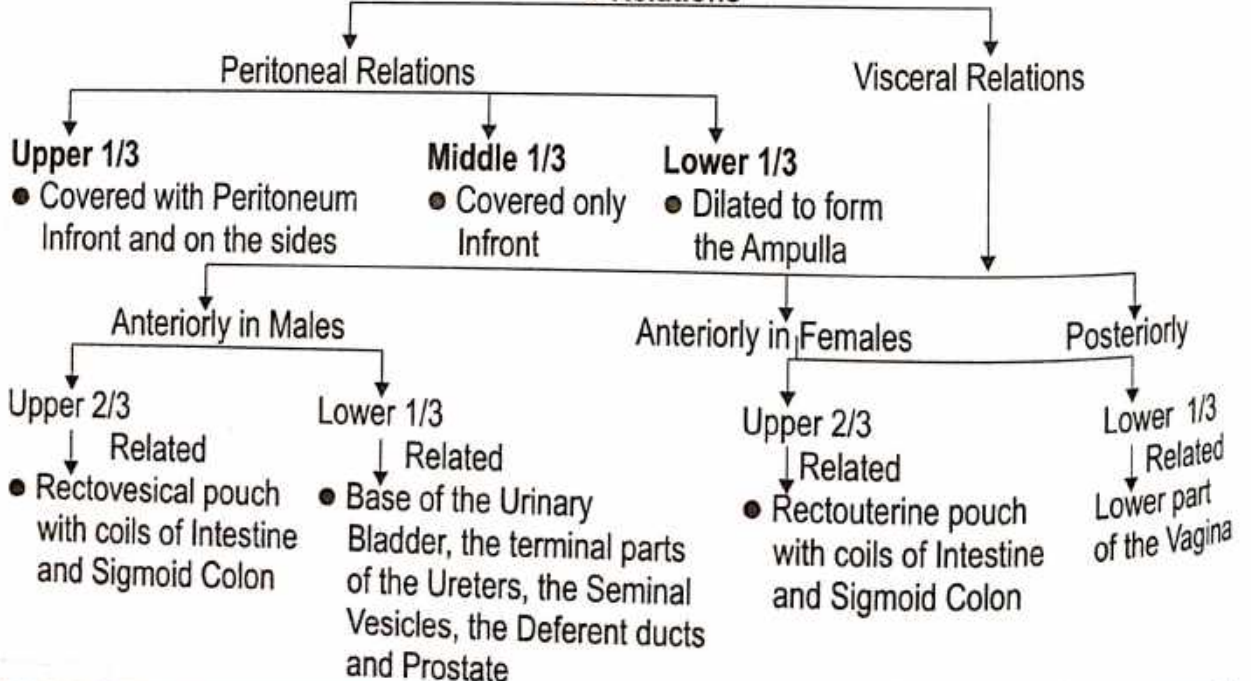 Relations
Peritoneal Relations
Visceral Relations
Upper 1/3
● Covered with Peritoneum
Infront and on the sides
Middle 1/3
● Covered only
Infront
Lower 1/3
● Dilated to form
the Ampulla
Anteriorly in Males
Anteriorly in Females
Posteriorly
Upper 2/3
Related
● Rectovesical pouch
with coils of Intestine
and Sigmoid Colon
Lower 1/3
Related
● Base of the Urinary
Bladder, the terminal parts
of the Ureters, the Seminal
Vesicles, the Deferent ducts
and Prostate
Upper 2/3
Related
● Rectouterine pouch
with coils of Intestine
and Sigmoid Colon
Lower 1/3
Related
Lower part
of the Vagina